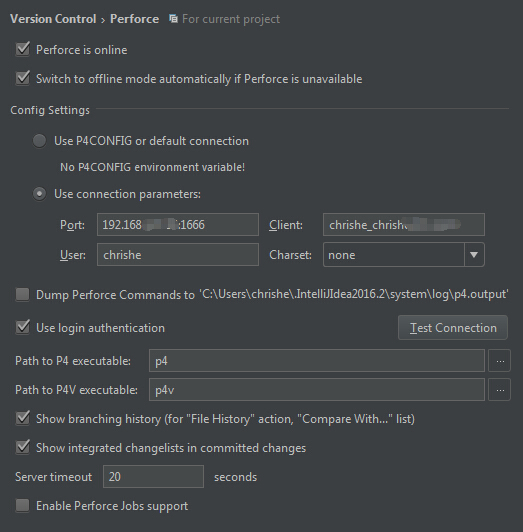 Version Control › Perforce For current project
Perforce is online
Switch to offline mode automatically if Perforce is unavailable
Config Settings
Use P4CONFIG or default connection
No P4CONFIG environment variable!
Use connection parameters:
Port: 192.168 :1666 Client: chrishe_chrishe
User: chrishe Charset: none
Dump Perforce Commands to 'C:\Users\chrishe\.IntelliJIdea2016.2\system\log\p4.output'
Use login authentication Test Connection
Path to P4 executable: p4 ...
Path to P4V executable: p4v ...
Show branching history (for "File History" action, "Compare With..." list)
Show integrated changelists in committed changes
Server timeout 20 seconds
Enable Perforce Jobs support